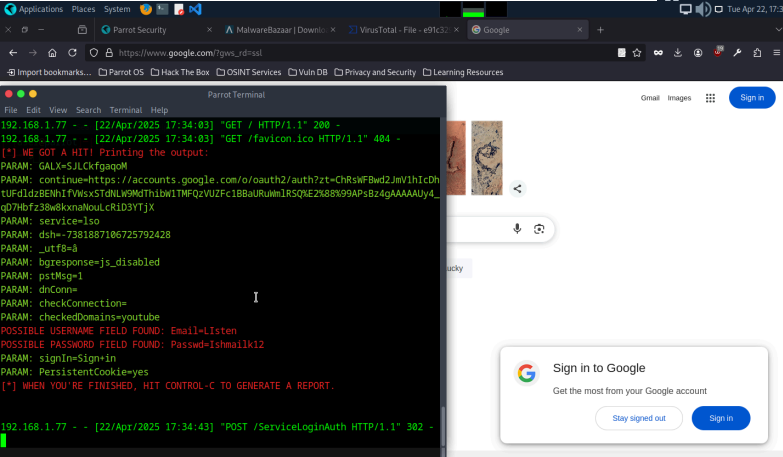 Applications Places System Tue Apr 22, 17:3
Parrot Security × MalwareBazaar | Downlo × VirusTotal - File - e91c32 × Google × +
https://www.google.com/?gws_rd=ssl
Import bookmarks... Parrot OS Hack The Box OSINT Services Vuln DB Privacy and Security Learning Resources
Parrot Terminal
File Edit View Search Terminal Help
192.168.1.77 - - [22/Apr/2025 17:34:03] "GET / HTTP/1.1" 200 -
192.168.1.77 - - [22/Apr/2025 17:34:03] "GET /favicon.ico HTTP/1.1" 404 -
[*] WE GOT A HIT! Printing the output:
PARAM: GALX=SJLCkfgaqoM
PARAM: continue=https://accounts.google.com/o/oauth2/auth?zt=ChRsWFBwd2JmV1hIcDh
tUFdldzBENhIfVWsxSTdNLW9MdThibW1TMFQzVUZFc1BBaURuWmlRSQ%E2%88%99APsBz4gAAAAAUy4_
qD7Hbfz38w8kxnaNouLcRiD3YTjX
PARAM: service=lso
PARAM: dsh=-7381887106725792428
PARAM: _utf8=â
PARAM: bgresponse=js_disabled
PARAM: pstMsg=1
PARAM: dnConn=
PARAM: checkConnection=
PARAM: checkedDomains=youtube
POSSIBLE USERNAME FIELD FOUND: Email=LIsten
POSSIBLE PASSWORD FIELD FOUND: Passwd=Ishmailk12
PARAM: signIn=Sign+in
PARAM: PersistentCookie=yes
[*] WHEN YOU'RE FINISHED, HIT CONTROL-C TO GENERATE A REPORT.
192.168.1.77 - - [22/Apr/2025 17:34:43] "POST /ServiceLoginAuth HTTP/1.1" 302 -
Gmail Images Sign in
ucky
Sign in to Google
Get the most from your Google account
Stay signed out Sign in